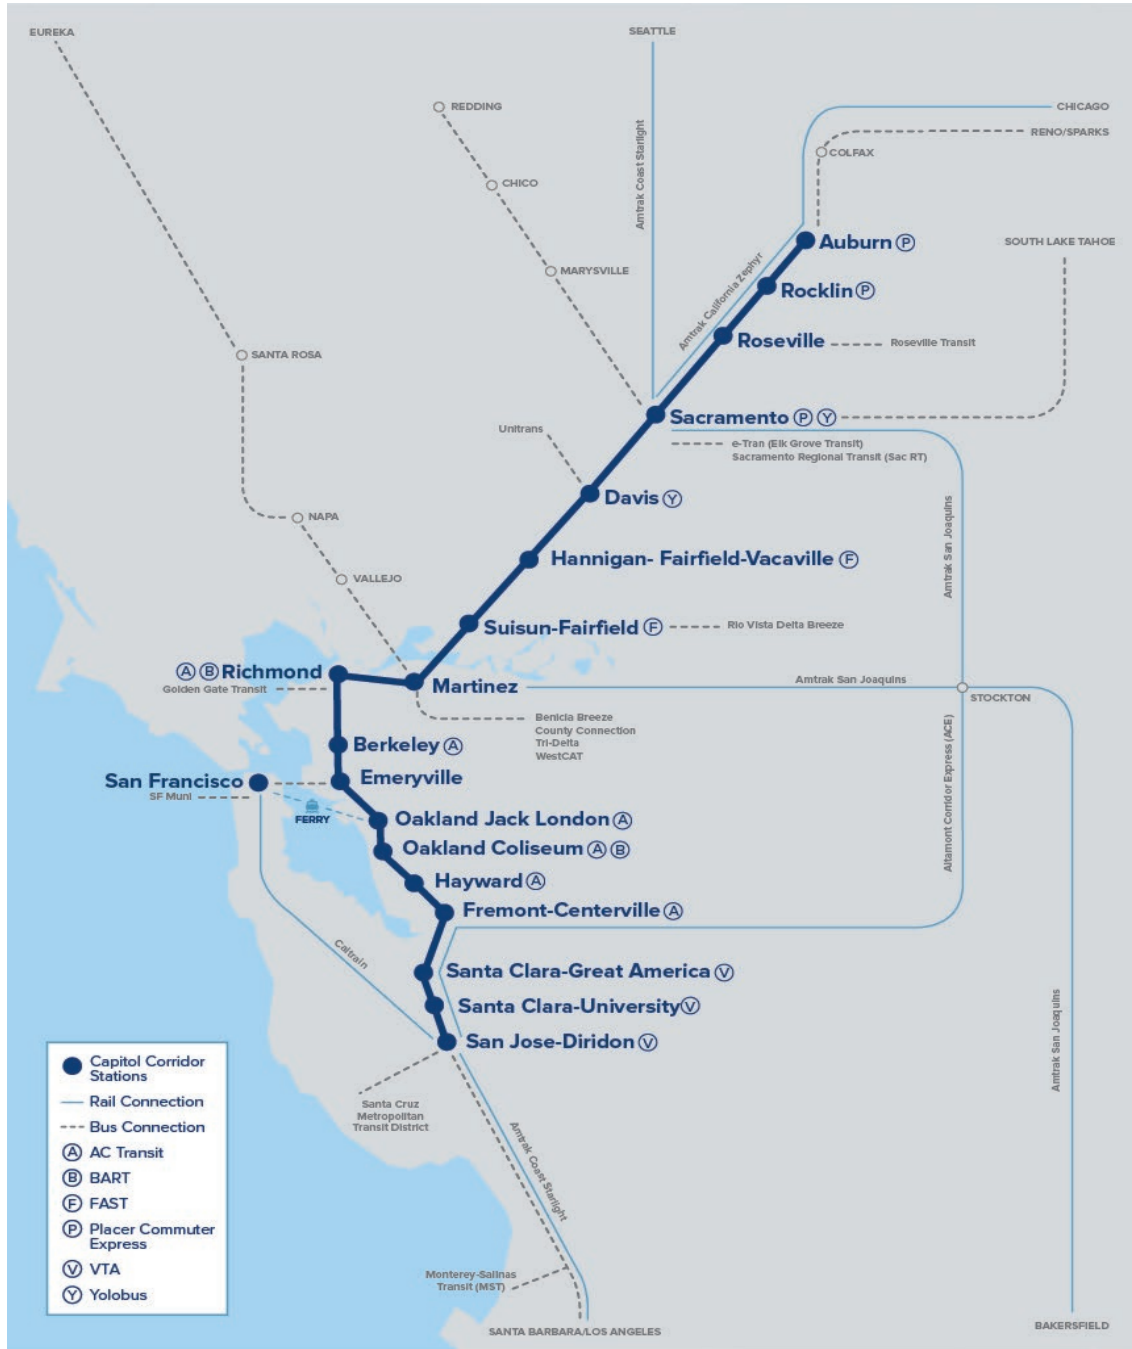 EUREKA
SEATTLE
REDDING
CHICAGO
RENO/SPARKS
COLFAX
CHICO
Amtrak Coast Starlight
Auburn P
SOUTH LAKE TAHOE
MARYSVILLE
Amtrak California Zephyr
Rocklin P
Roseville
Roseville Transit
SANTA ROSA
Sacramento P Y
Unitrans
e-Tran (Elk Grove Transit)
Sacramento Regional Transit (Sac RT)
Davis Y
Amtrak San Joaquins
NAPA
Hannigan- Fairfield-Vacaville F
VALLEJO
Suisun-Fairfield F
Rio Vista Delta Breeze
A B Richmond
Golden Gate Transit
Martinez
Amtrak San Joaquins
STOCKTON
Benicia Breeze
County Connection
Tri-Delta
WestCAT
Berkeley A
San Francisco
SF Muni
Emeryville
FERRY
Oakland Jack London A
Altamont Corridor Express (ACE)
Oakland Coliseum A B
Hayward A
Fremont-Centerville A
Caltrain
Santa Clara-Great America V
Santa Clara-University V
San Jose-Diridon V
Amtrak San Joaquins
Santa Cruz
Metropolitan
Transit District
Amtrak Coast Starlight
Monterey-Salinas
Transit (MST)
SANTA BARBARA/LOS ANGELES
BAKERSFIELD
Capitol Corridor
Stations
Rail Connection
Bus Connection
A AC Transit
B BART
F FAST
P Placer Commuter
Express
V VTA
Y Yolobus